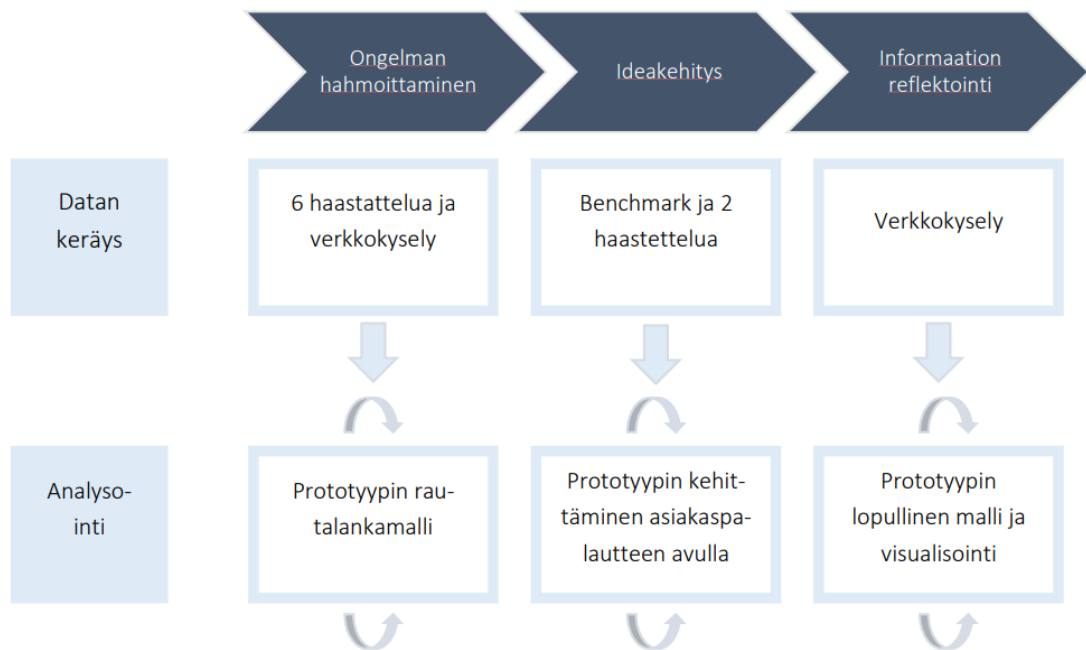 Ongelman
hahmoittaminen
Ideakehitys
Informaation
reflektointi
Datan
keräys
6 haastattelua ja
verkkokysely
Benchmark ja 2
haastettelua
Verkkokysely
Analyso-
inti
Prototyypin rau-
talankamalli
Prototyypin kehit-
täminen asiakaspa-
lautteen avulla
Prototyypin
lopullinen malli ja
visualisointi